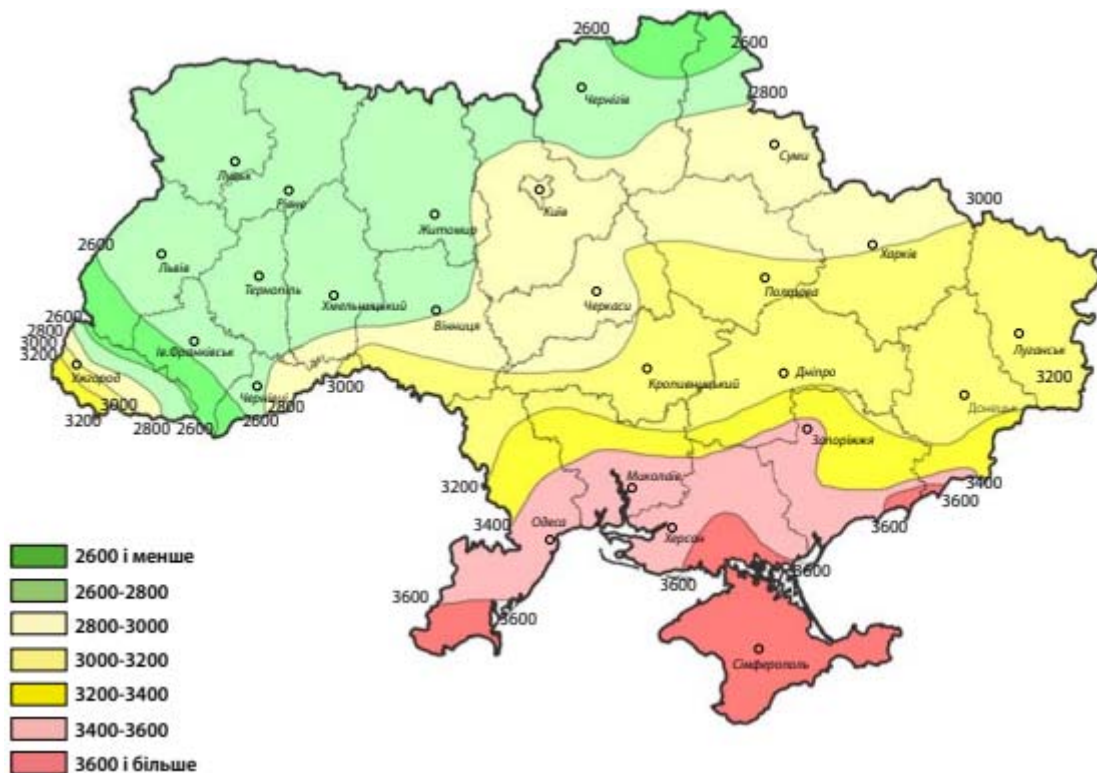 2600
2600
Чернігів
2800
Суми
Луцьк
Рівне
Київ
3000
Житомир
2600
Харків
Львів
Тернопіль
Хмельницький
Черкаси
Полтава
2600
Вінниця
2800
3000
Ів.Франківськ
Луганськ
3200
Ужгород
3000
Кропивницький
Дніпро
3200
Чернівці
2800
Донецьк
3000
3200
2800
2600
2600
Запоріжжя
3200
Миколаїв
3400
3600
3400
Одеса
Херсон
3600
3600
3600
3600
3600
Сімферополь
2600 і менше
2600-2800
2800-3000
3000-3200
3200-3400
3400-3600
3600 і більше